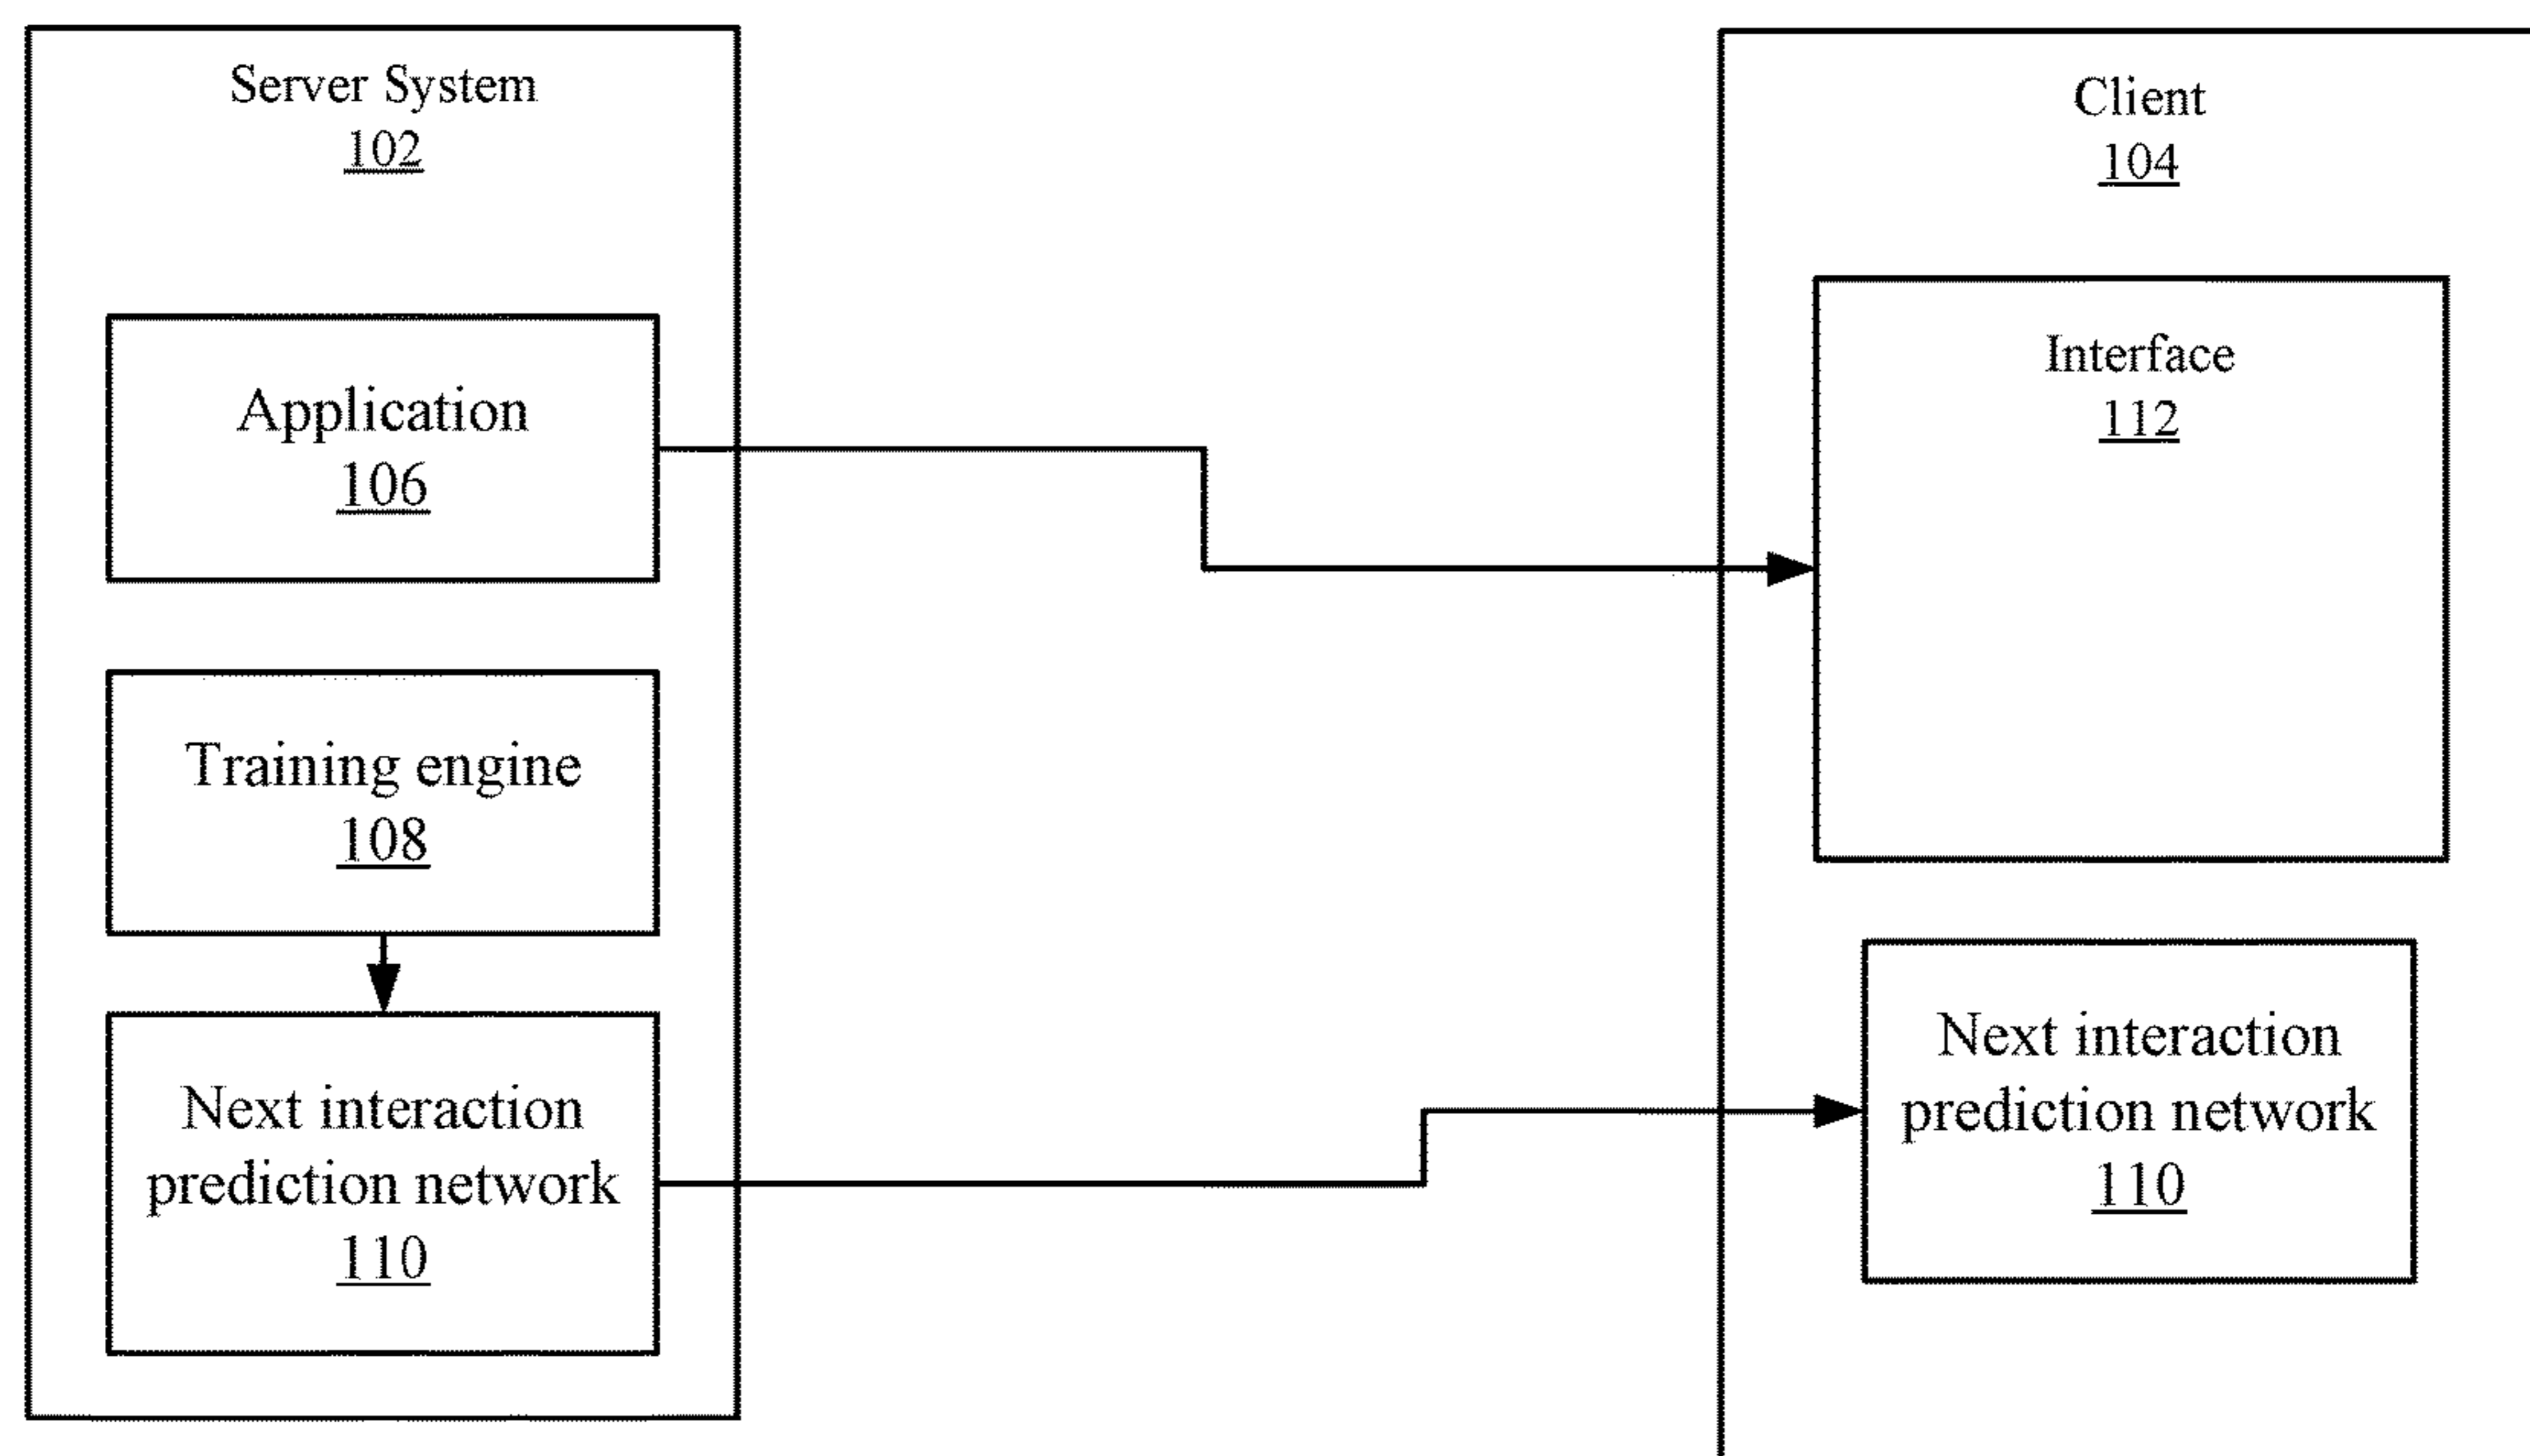 Server System
102
Application
106
Training engine
108
Next interaction
prediction network
110
Client
104
Interface
112
Next interaction
prediction network
110